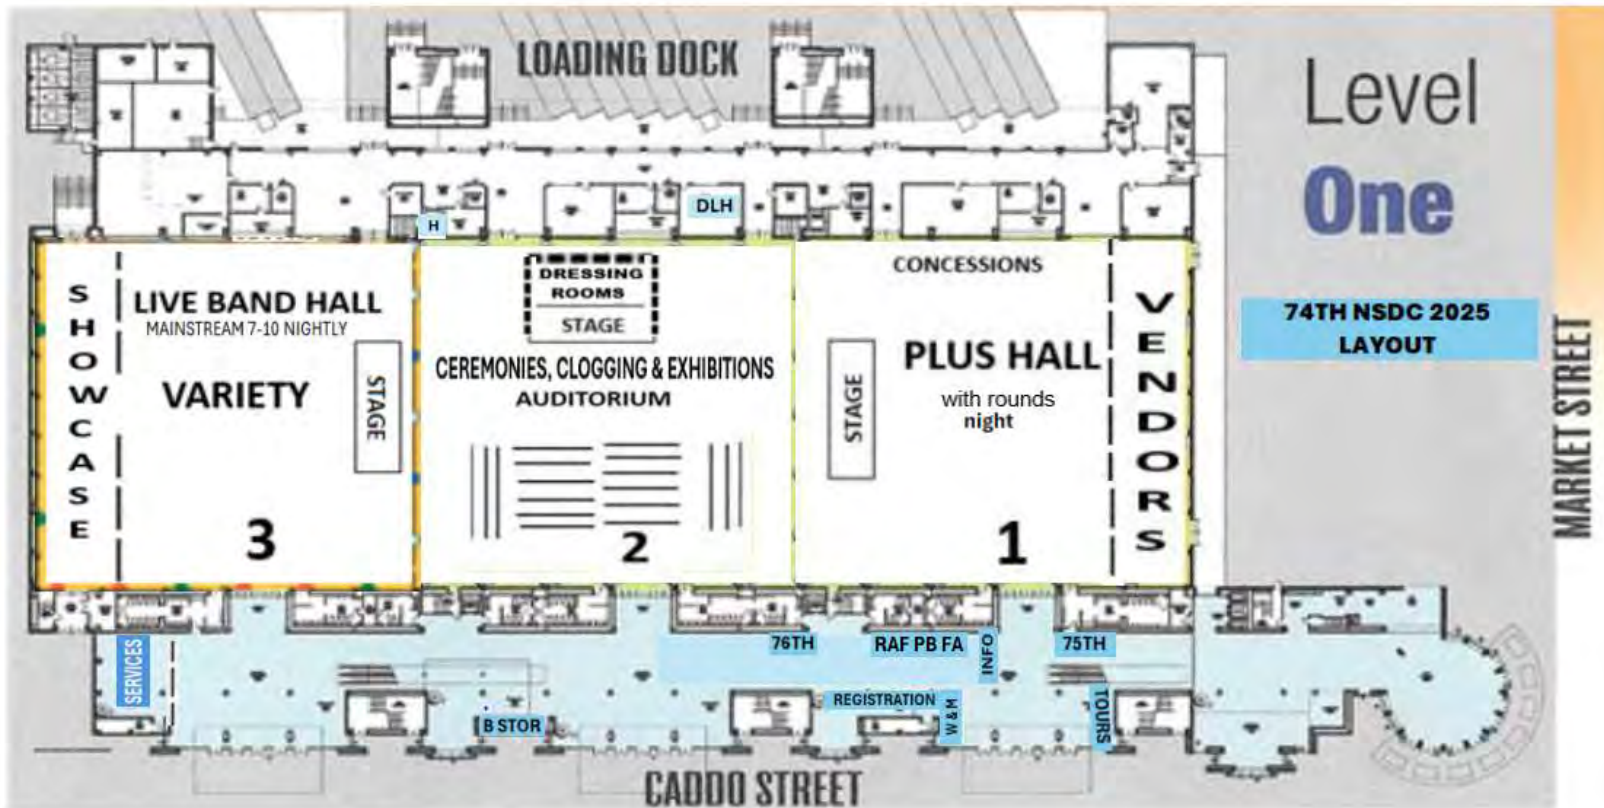 LOADING DOCK
Level
One
DLH
H
74TH NSDC 2025
LAYOUT
MARKET STREET
SHOWCASE
LIVE BAND HALL
MAINSTREAM 7-10 NIGHTLY
VARIETY
STAGE
3
DRESSING
ROOMS
STAGE
CEREMONIES, CLOGGING & EXHIBITIONS
AUDITORIUM
2
CONCESSIONS
PLUS HALL
with rounds
night
STAGE
1
VENDORS
SERVICES
76TH
RAF PB FA
INFO
75TH
REGISTRATION
W & M
TOURS
B STOR
CADDO STREET